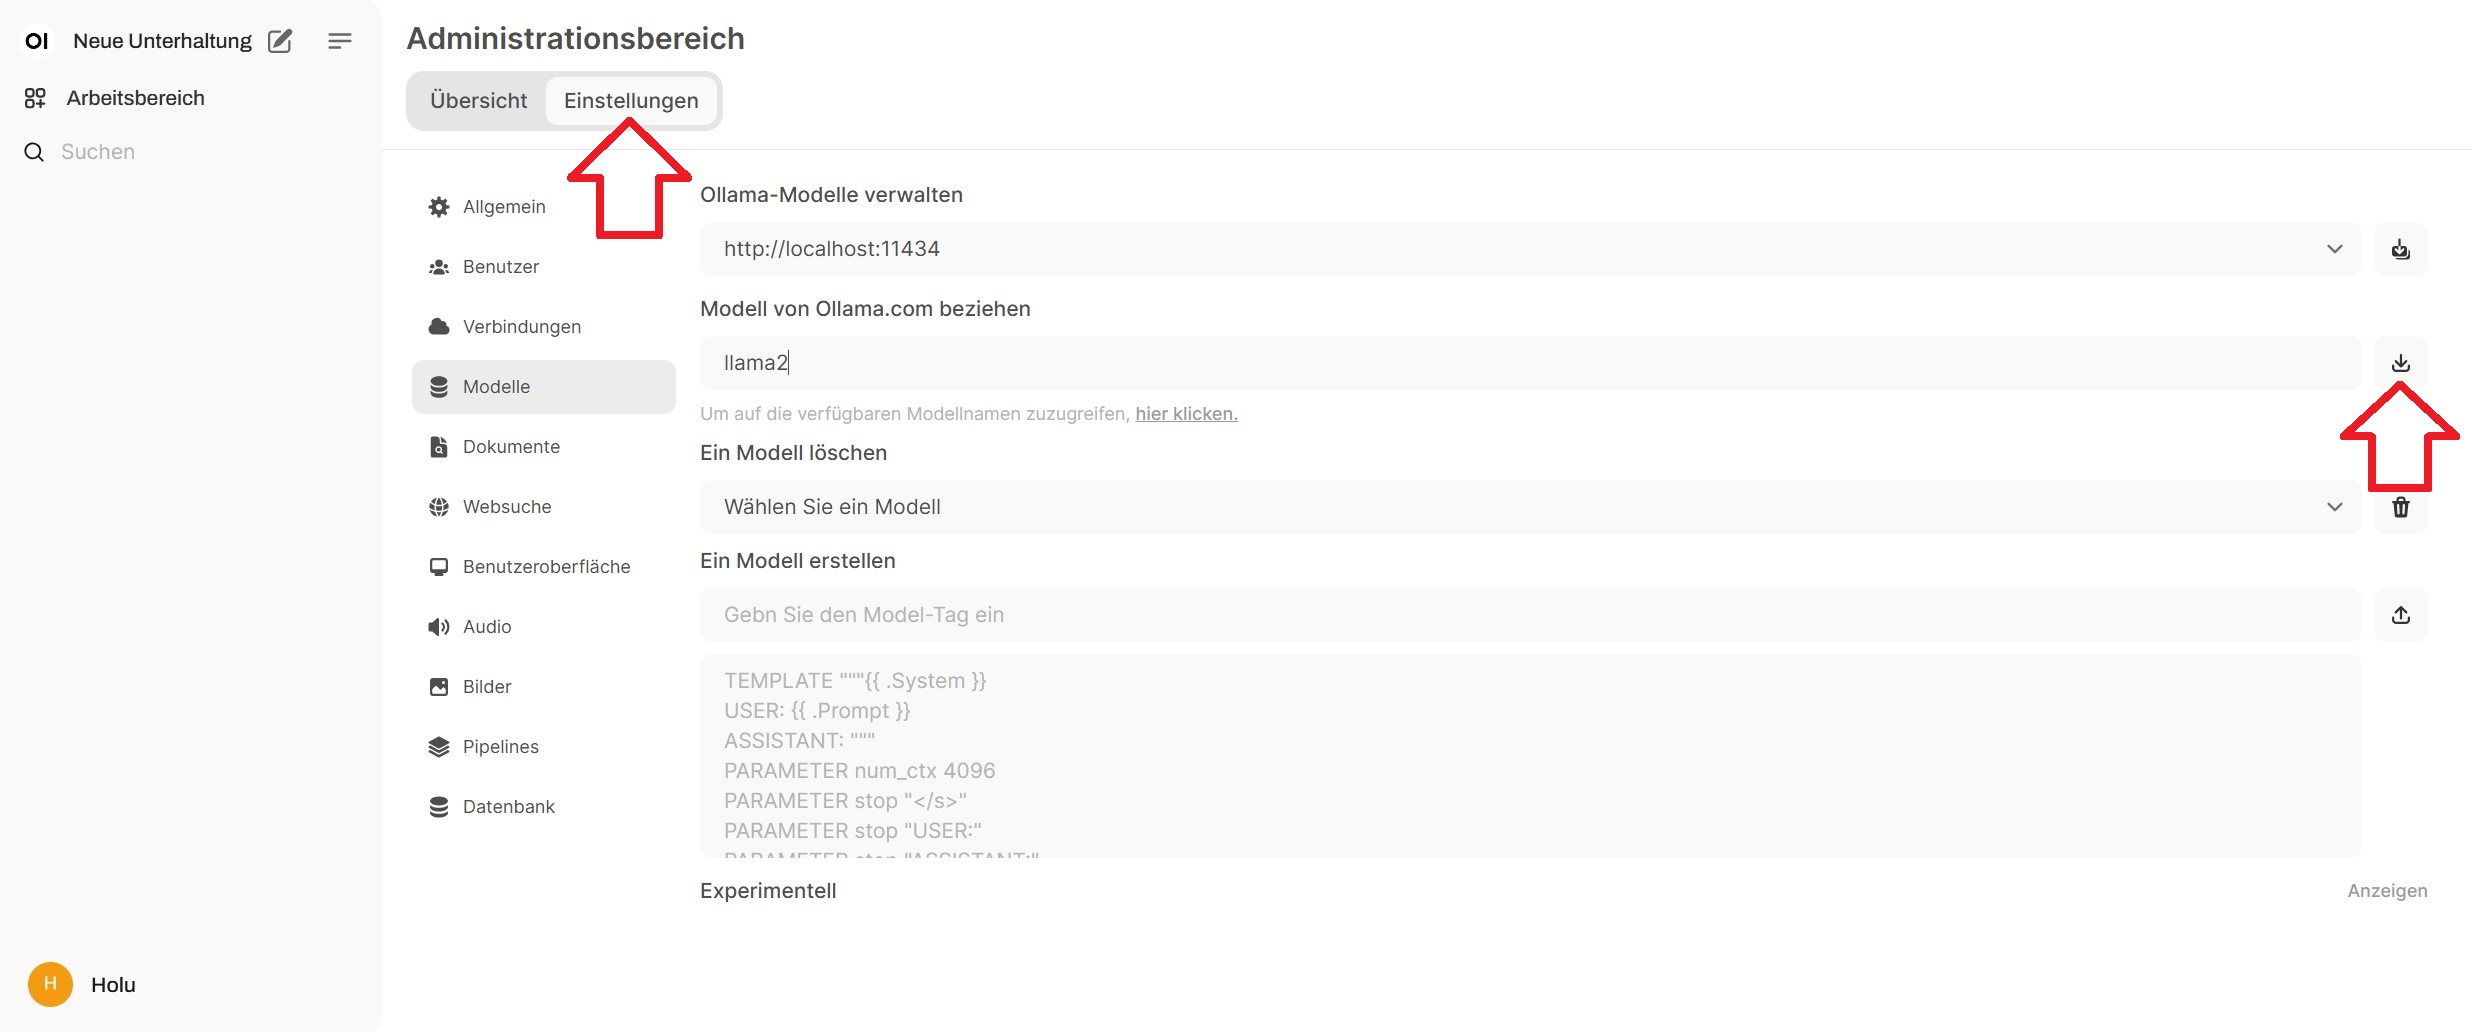 OI Neue Unterhaltung
Arbeitsbereich
Suchen
Administrationsbereich
Übersicht Einstellungen
Allgemein
Benutzer
Verbindungen
Modelle
Dokumente
Websuche
Benutzeroberfläche
Audio
Bilder
Pipelines
Datenbank
Ollama-Modelle verwalten
http://localhost:11434
Modell von Ollama.com beziehen
llama2
Um auf die verfügbaren Modellnamen zuzugreifen, hier klicken.
Ein Modell löschen
Wählen Sie ein Modell
Ein Modell erstellen
Gebn Sie den Model-Tag ein
TEMPLATE """{{ .System }}
USER: {{ .Prompt }}
ASSISTANT: """
PARAMETER num_ctx 4096
PARAMETER stop "</s>"
PARAMETER stop "USER:"
PARAMETER stop "ASSISTANT:"
Experimentell Anzeigen
H Holu